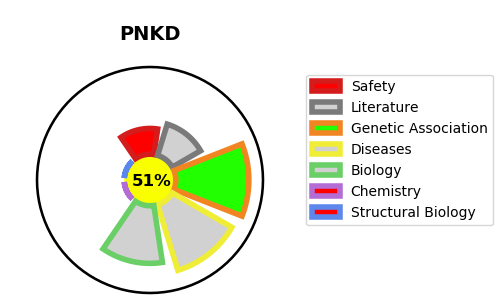 PNKD
51%
Safety
Literature
Genetic Association
Diseases
Biology
Chemistry
Structural Biology